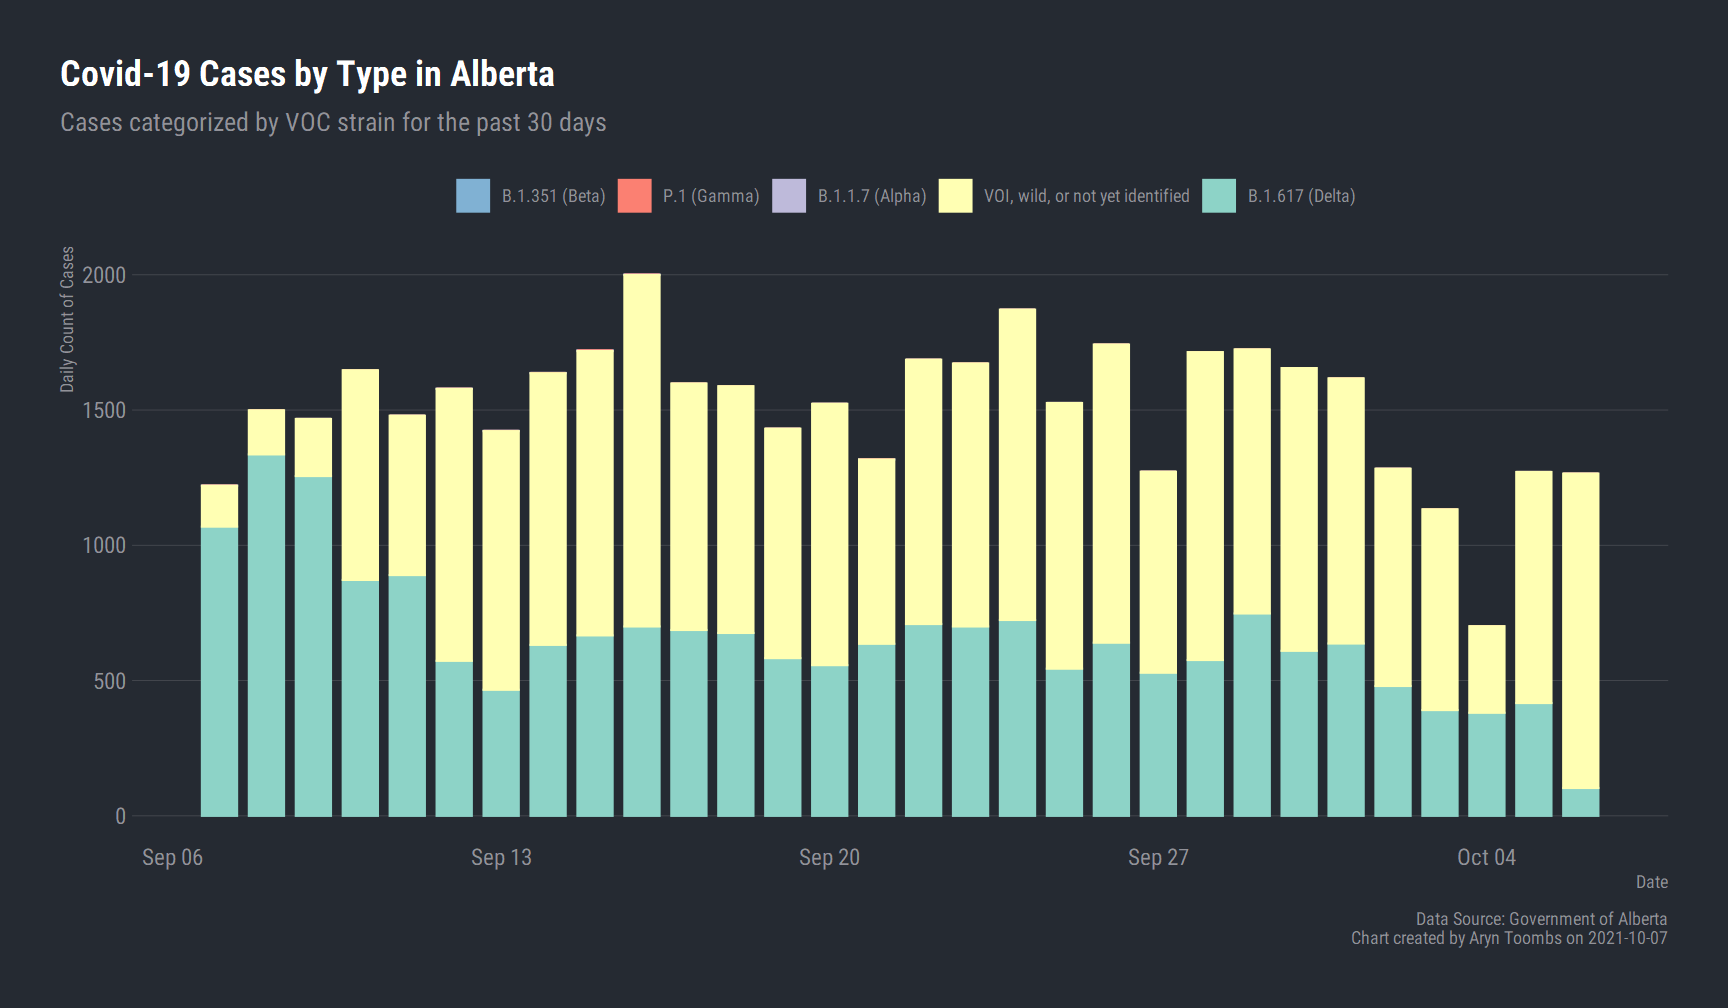 Covid-19 Cases by Type in Alberta
Cases categorized by VOC strain for the past 30 days
B.1.351 (Beta) P.1 (Gamma) B.1.1.7 (Alpha) VOI, wild, or not yet identified B.1.617 (Delta)
Daily Count of Cases
2000
1500
1000
500
0
Sep 06 Sep 13 Sep 20 Sep 27 Oct 04
Date
Data Source: Government of Alberta
Chart created by Aryn Toombs on 2021-10-07